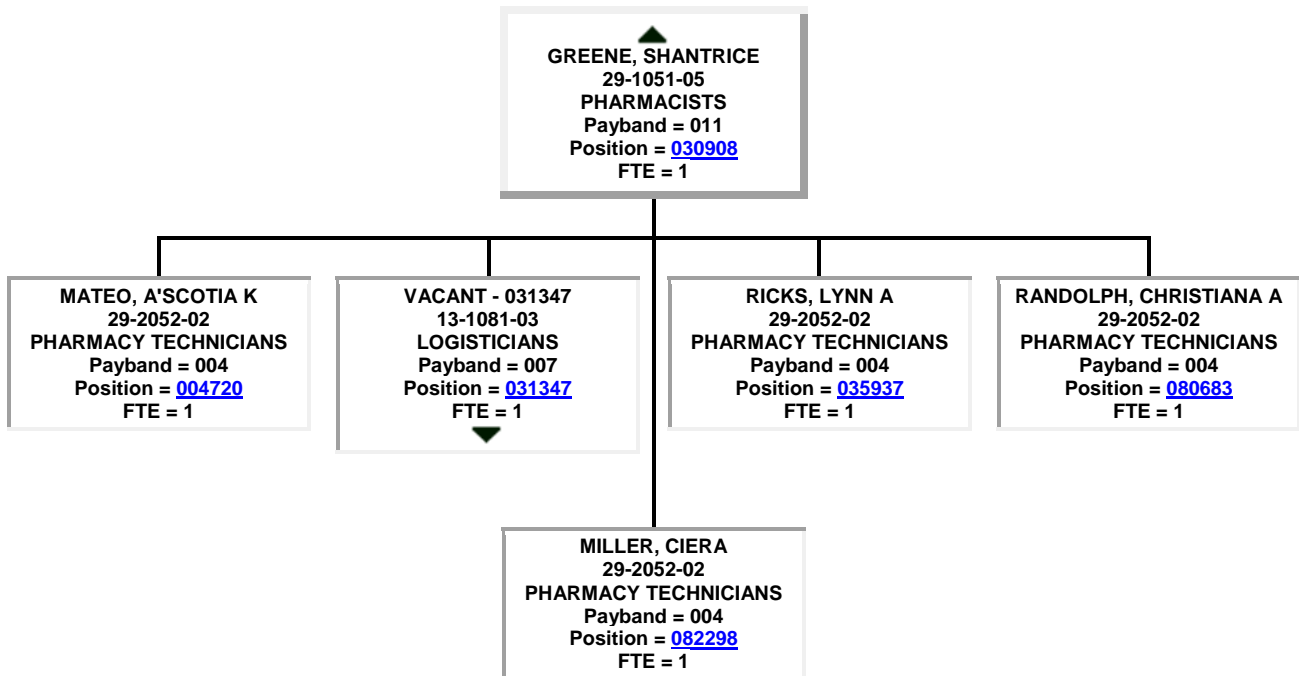 GREENE, SHANTRICE
29-1051-05
PHARMACISTS
Payband = 011
Position = 030908
FTE = 1
MATEO, A'SCOTIA K
29-2052-02
PHARMACY TECHNICIANS
Payband = 004
Position = 004720
FTE = 1
VACANT - 031347
13-1081-03
LOGISTICIANS
Payband = 007
Position = 031347
FTE = 1
RICKS, LYNN A
29-2052-02
PHARMACY TECHNICIANS
Payband = 004
Position = 035937
FTE = 1
RANDOLPH, CHRISTIANA A
29-2052-02
PHARMACY TECHNICIANS
Payband = 004
Position = 080683
FTE = 1
MILLER, CIERA
29-2052-02
PHARMACY TECHNICIANS
Payband = 004
Position = 082298
FTE = 1